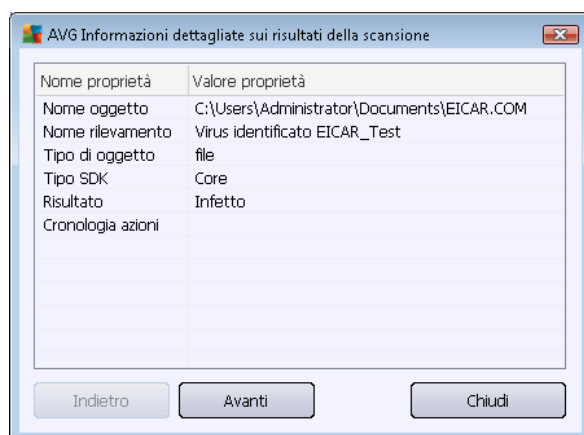 AVG Informazioni dettagliate sui risultati della scansione
Nome proprietà Valore proprietà
Nome oggetto C:\Users\Administrator\Documents\EICAR.COM
Nome rilevamento Virus identificato EICAR_Test
Tipo di oggetto file
Tipo SDK Core
Risultato Infetto
Cronologia azioni
Indietro Avanti Chiudi